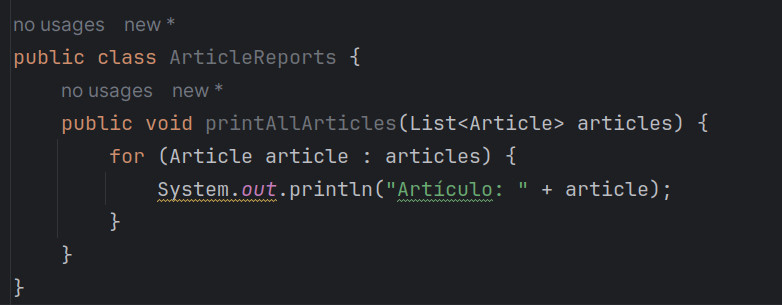 no usages   new *
public class ArticleReports {
no usages   new *
public void printAllArticles(List<Article> articles) {
for (Article article : articles) {
System.out.println("Artículo: " + article);
}
}
}